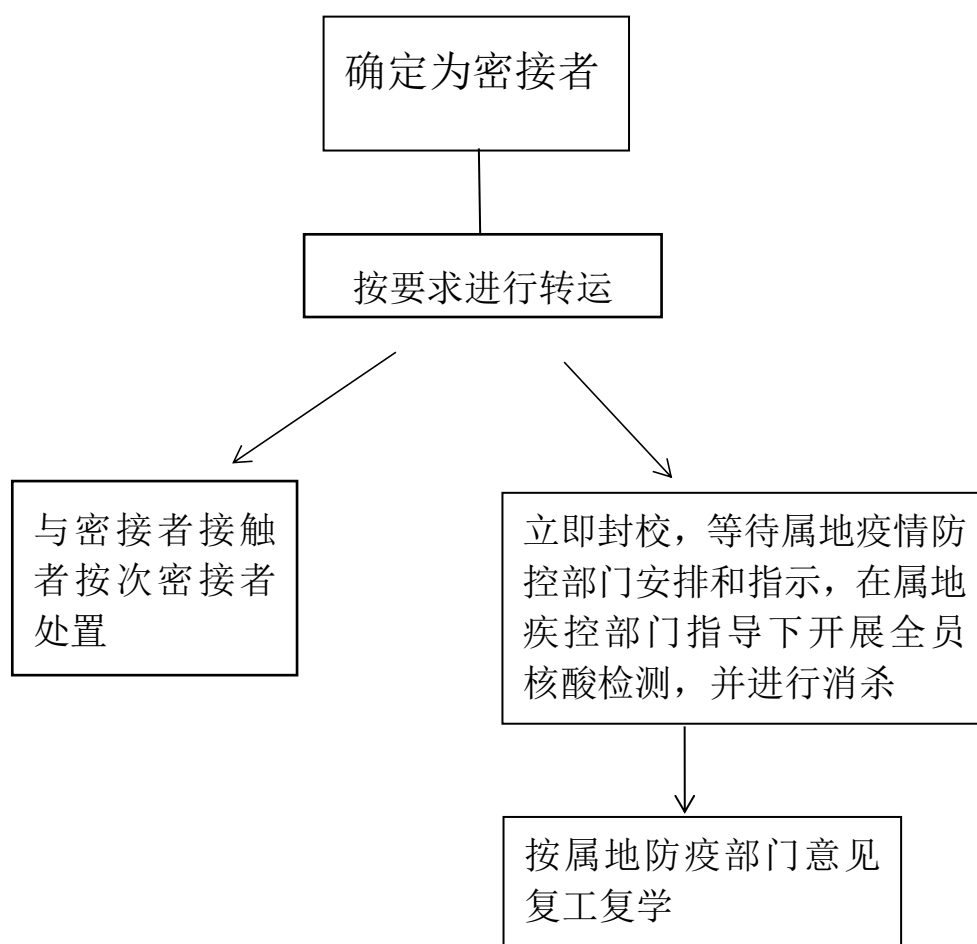 确定为密接者
按要求进行转运
与密接者接触
者按次密接者
处置
立即封校，等待属地疫情防
控部门安排和指示，在属地
疾控部门指导下开展全员
核酸检测，并进行消杀
按属地防疫部门意见
复工复学